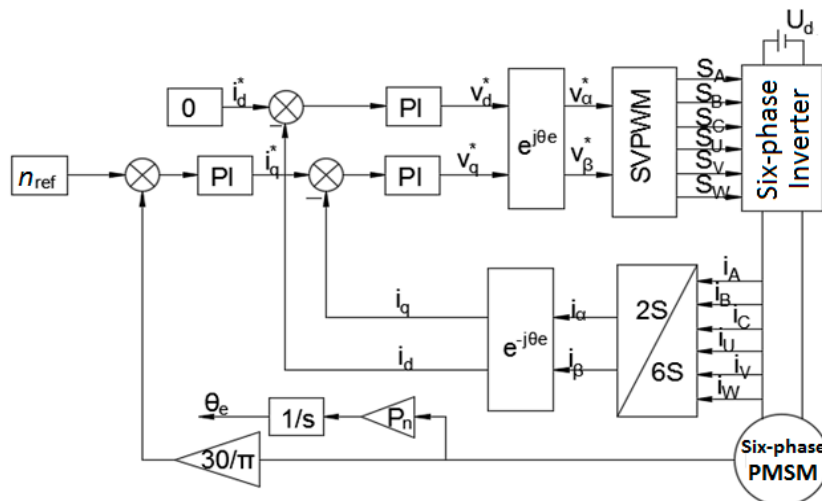 U_d
0
i_d^*
PI
v_d^*
e^{jθe}
v_α^*
SVPWM
S_A
S_B
S_C
S_U
S_V
S_W
Six-phase
Inverter
n_ref
PI
i_q^*
PI
v_q^*
v_β^*
i_q
i_d
e^{-jθe}
i_α
i_β
2S
6S
i_A
i_B
i_C
i_U
i_V
i_W
θ_e
1/s
P_n
30/π
Six-phase
PMSM